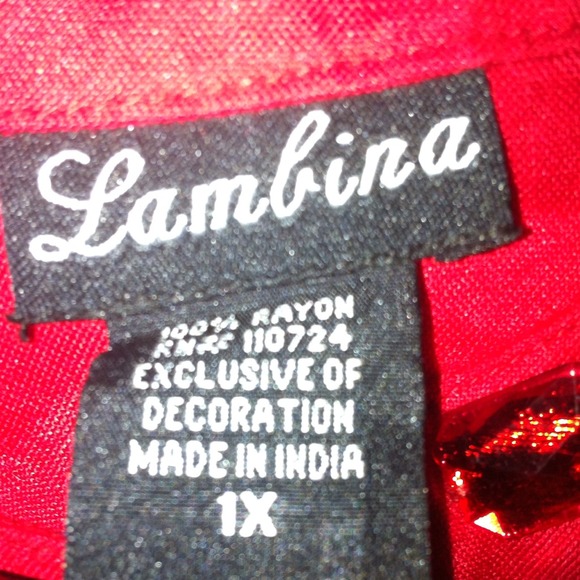 Lambina
100% RAYON
RN# 110724
EXCLUSIVE OF
DECORATION
MADE IN INDIA
1X